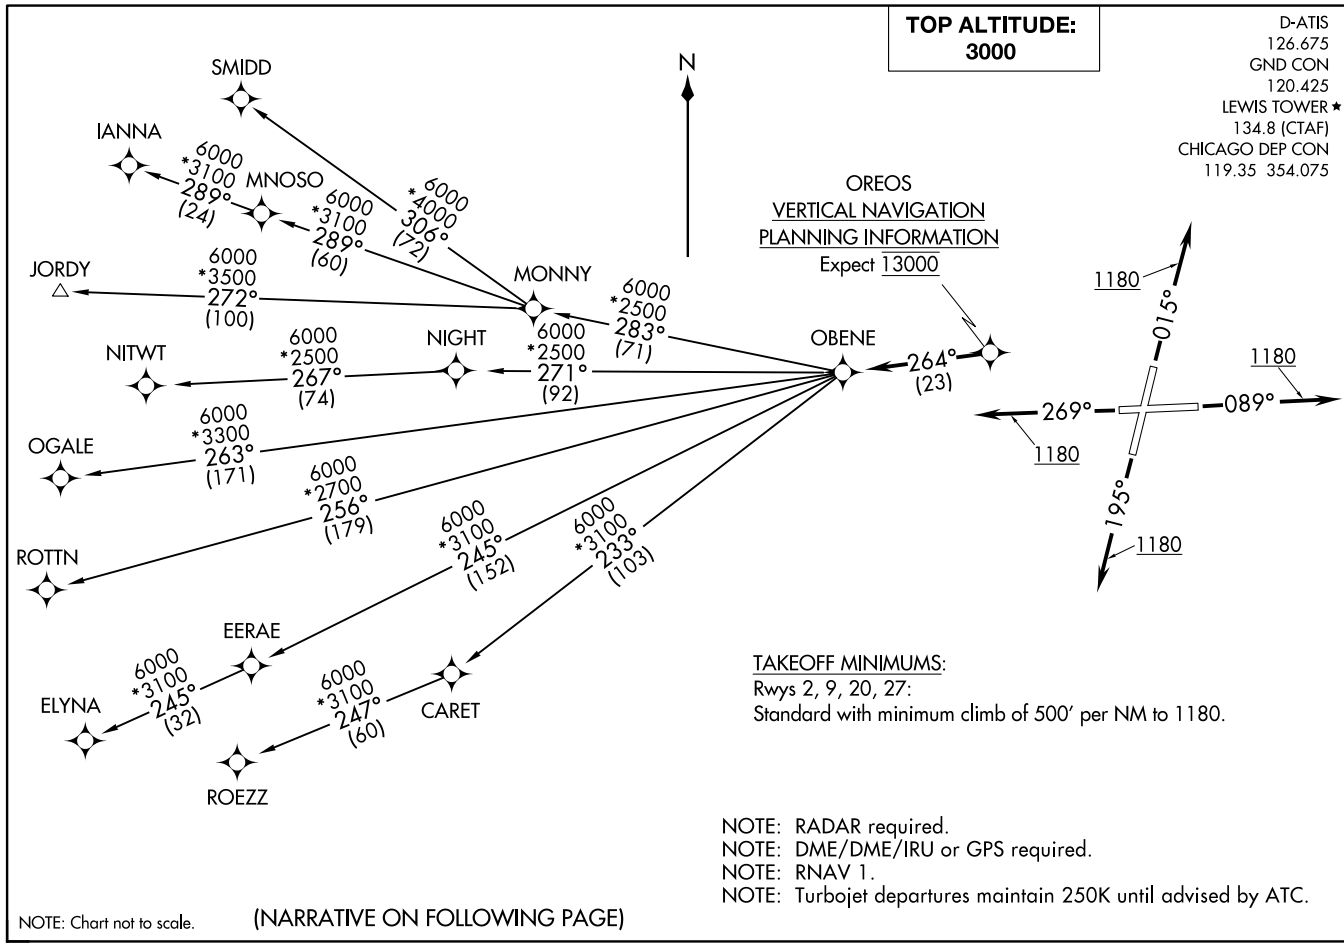 TOP ALTITUDE:
3000
D-ATIS
126.675
GND CON
120.425
LEWIS TOWER ★
134.8 (CTAF)
CHICAGO DEP CON
119.35 354.075
N
SMIDD
IANNA
6000
*3100
289°
(24)
MNOSO
6000
*3100
289°
(60)
6000
*4000
306°
(72)
JORDY
6000
*3500
272°
(100)
MONNY
6000
*2500
283°
(71)
OREOS
VERTICAL NAVIGATION
PLANNING INFORMATION
Expect 13000
OBENE
264°
(23)
NITWT
6000
*2500
267°
(74)
NIGHT
6000
*2500
271°
(92)
OGALE
6000
*3300
263°
(171)
ROTTN
6000
*2700
256°
(179)
6000
*3100
245°
(152)
6000
*3100
233°
(103)
EERAE
ELYNA
6000
*3100
245°
(32)
CARET
6000
*3100
247°
(60)
ROEZZ
1180
015°
1180
089°
269°
1180
195°
1180
TAKEOFF MINIMUMS:
Rwys 2, 9, 20, 27:
Standard with minimum climb of 500' per NM to 1180.
NOTE: RADAR required.
NOTE: DME/DME/IRU or GPS required.
NOTE: RNAV 1.
NOTE: Turbojet departures maintain 250K until advised by ATC.
NOTE: Chart not to scale.
(NARRATIVE ON FOLLOWING PAGE)